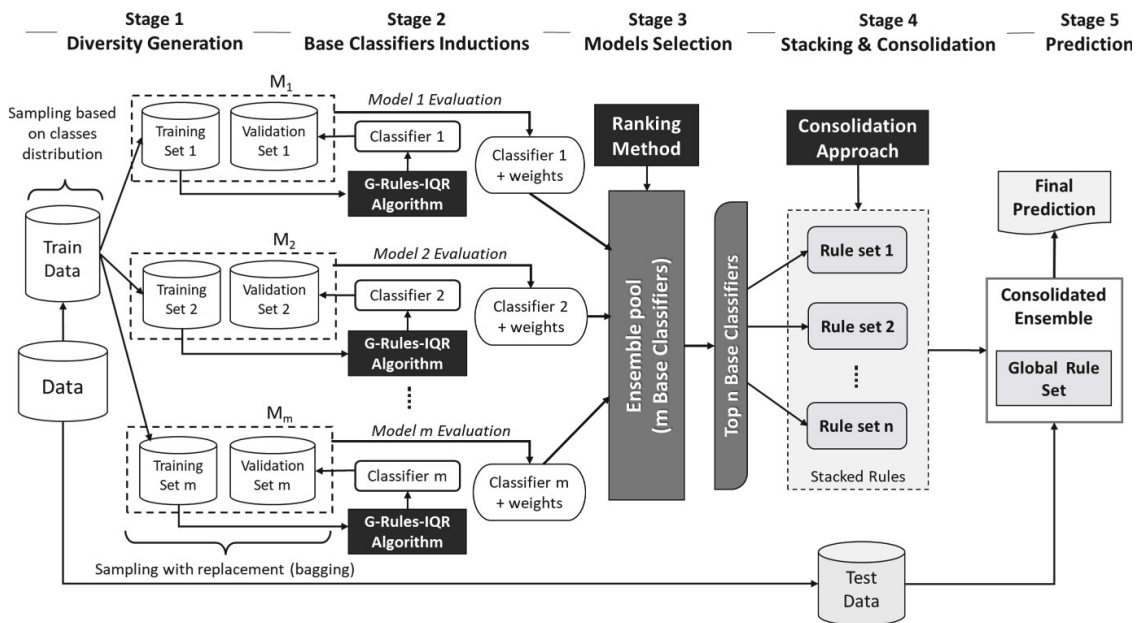 Stage 1
Diversity Generation
Stage 2
Base Classifiers Inductions
Stage 3
Models Selection
Stage 4
Stacking & Consolidation
Stage 5
Prediction
Sampling based
on classes
distribution
Train
Data
Data
M1
Training
Set 1
Validation
Set 1
Model 1 Evaluation
Classifier 1
G-Rules-IQR
Algorithm
Classifier 1
+ weights
M2
Training
Set 2
Validation
Set 2
Model 2 Evaluation
Classifier 2
G-Rules-IQR
Algorithm
Classifier 2
+ weights
Mm
Training
Set m
Validation
Set m
Model m Evaluation
Classifier m
G-Rules-IQR
Algorithm
Classifier m
+ weights
Sampling with replacement (bagging)
Ranking
Method
Ensemble pool
(m Base Classifiers)
Top n Base Classifiers
Consolidation
Approach
Rule set 1
Rule set 2
Rule set n
Stacked Rules
Final
Prediction
Consolidated
Ensemble
Global Rule
Set
Test
Data